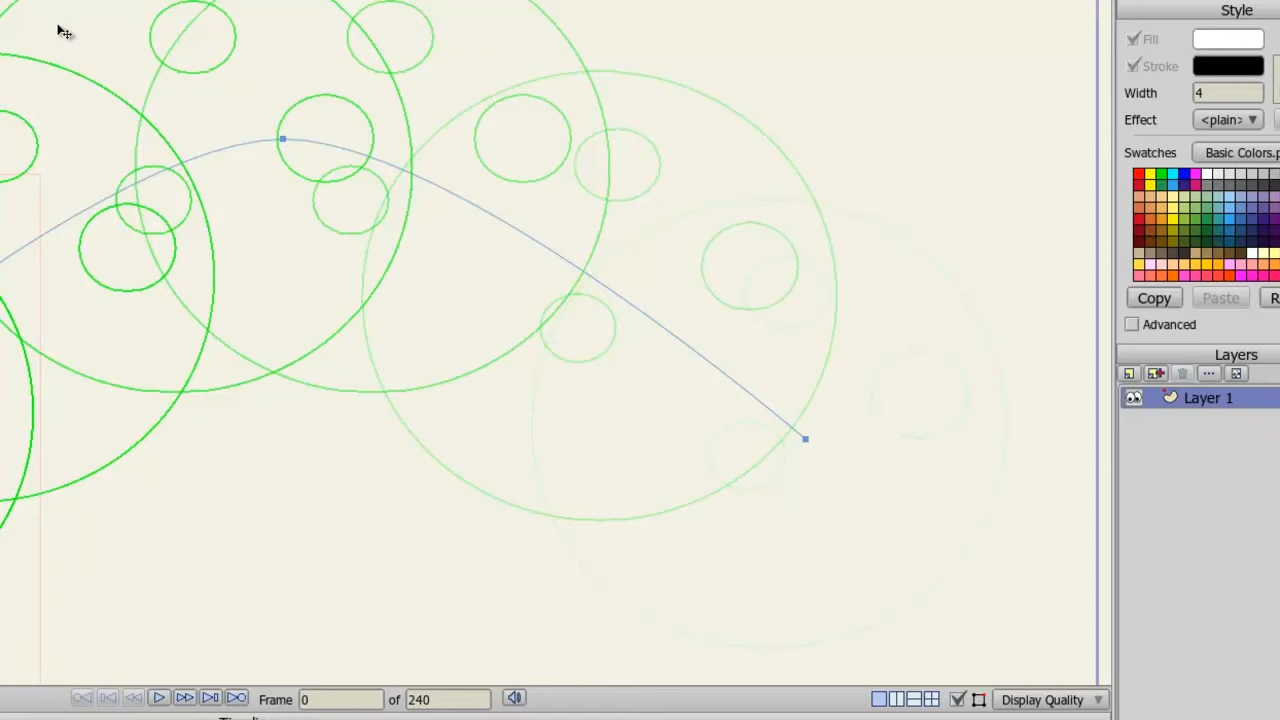 Style
Fill
Stroke
Width 4
Effect <plain>
Swatches Basic Colors.p
Copy Paste R
Advanced
Layers
Layer 1
Frame 0 of 240 Display Quality